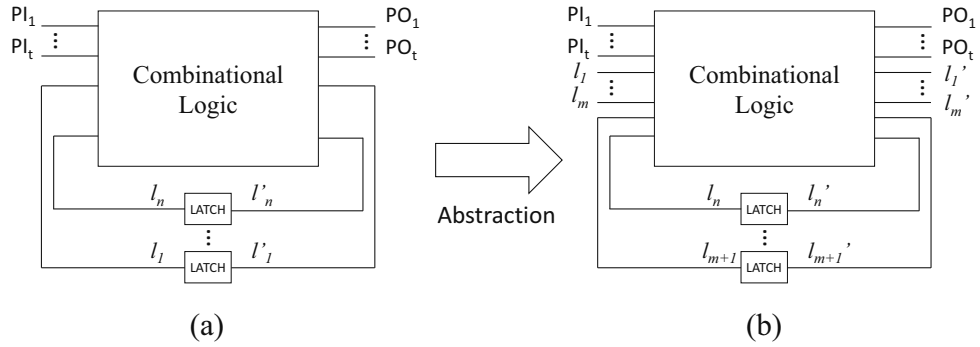 PI1
PIt
Combinational
Logic
PO1
POt
ln
LATCH
l'n
l1
LATCH
l'1
(a)
Abstraction
PI1
PIt
l1
lm
Combinational
Logic
PO1
POt
l1’
lm’
ln
LATCH
ln’
lm+1
LATCH
lm+1’
(b)